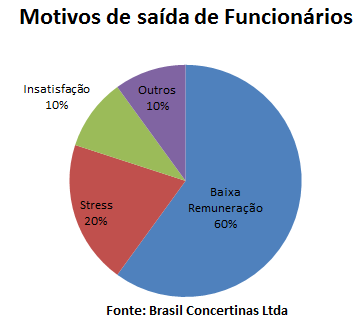 Motivos de saída de Funcionários
Insatisfação
10%
Outros
10%
Stress
20%
Baixa
Remuneração
60%
Fonte: Brasil Concertinas Ltda